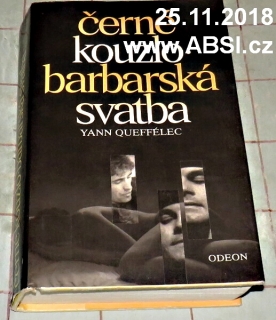 25.11.2018
www.ABSI.cz
černé
kouzlo
barbarská
svatba
YANN QUEFFÉLEC
ODEON